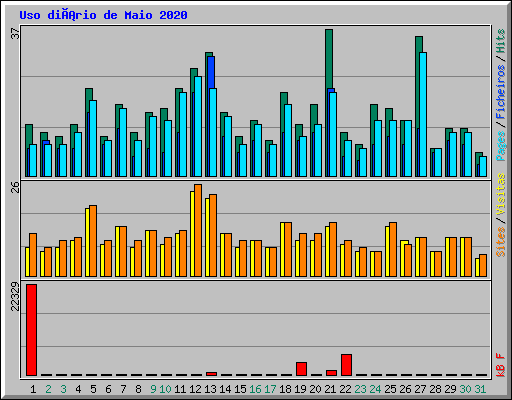 Uso diÃ¡rio de Maio 2020
37
26
22329
Pages / Ficheiros / Hits
Sites / Visitas
kB F
1 2 3 4 5 6 7 8 9 10 11 12 13 14 15 16 17 18 19 20 21 22 23 24 25 26 27 28 29 30 31